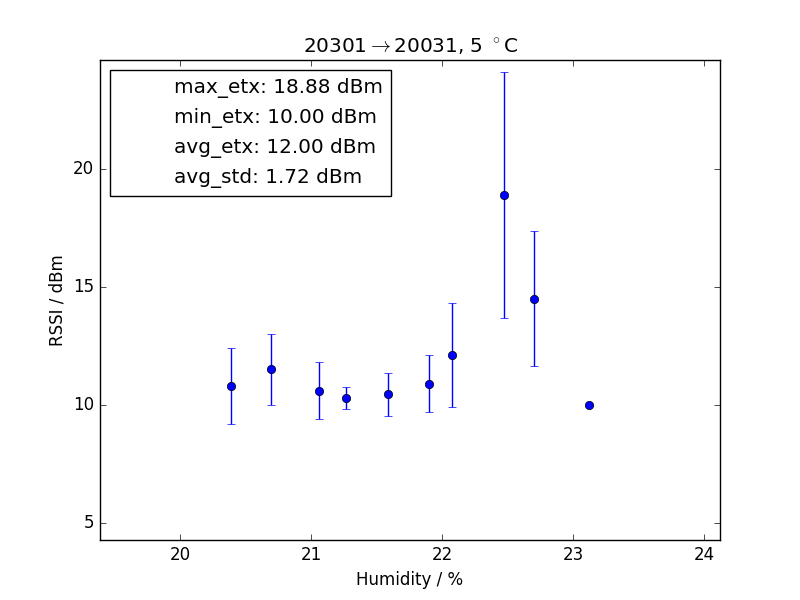 20301→20031, 5 °C
max_etx: 18.88 dBm
min_etx: 10.00 dBm
avg_etx: 12.00 dBm
avg_std: 1.72 dBm
20
15
10
5
RSSI / dBm
20 21 22 23 24
Humidity / %